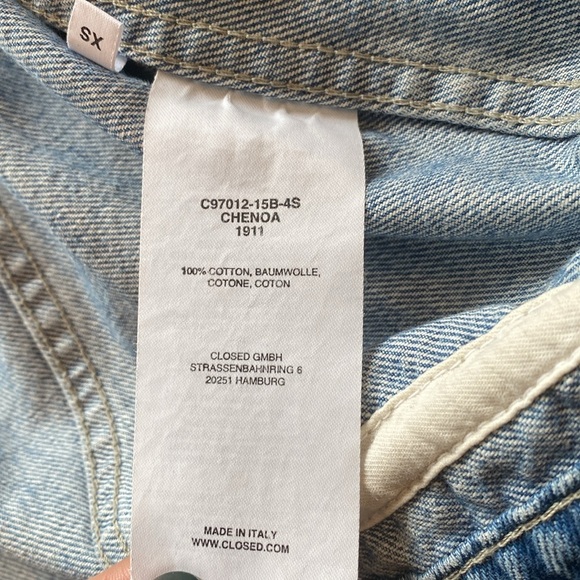 XS
C97012-15B-4S
CHENOA
1911
100% COTTON, BAUMWOLLE,
COTONE, COTON
CLOSED GMBH
STRASSENBAHNRING 6
20251 HAMBURG
MADE IN ITALY
WWW.CLOSED.COM